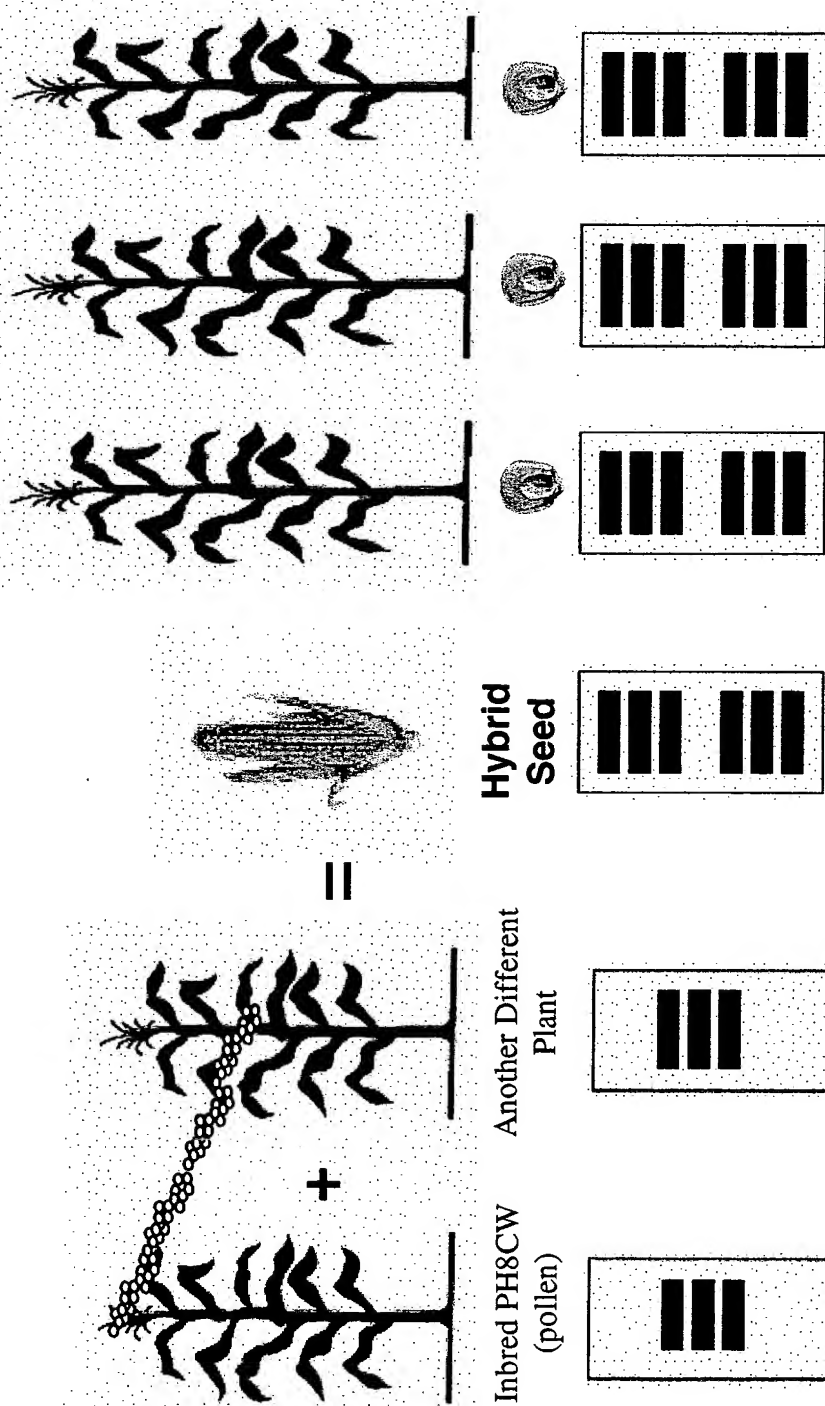 Inbred PH8CW
(pollen)
+
Another Different
Plant
=
Hybrid
Seed